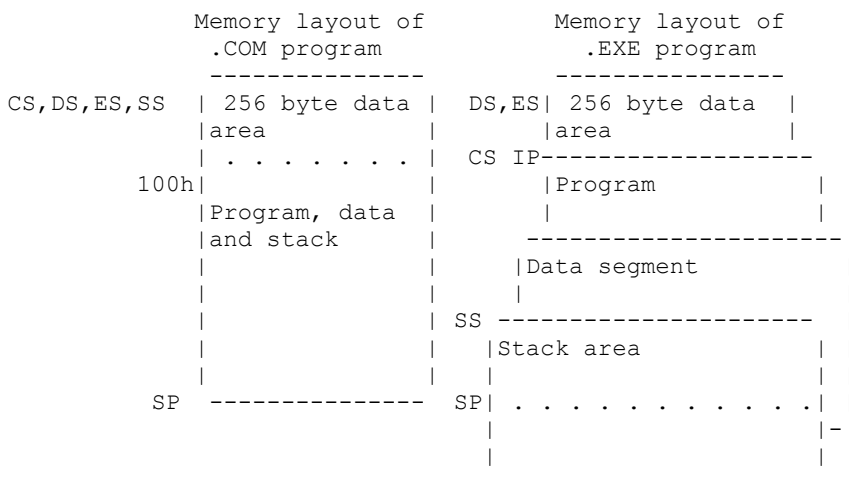 Memory layout of Memory layout of
.COM program .EXE program
--------------- ----------------
CS,DS,ES,SS | 256 byte data | DS,ES| 256 byte data |
|area | |area |
| . . . . . . . | CS IP-------------------
100h| | |Program |
|Program, data | | |
|and stack | ----------------------
| | |Data segment
| | |
| | SS ----------------------
| | |Stack area |
| | | |
SP --------------- SP| . . . . . . . . . . .|
| |-
| |